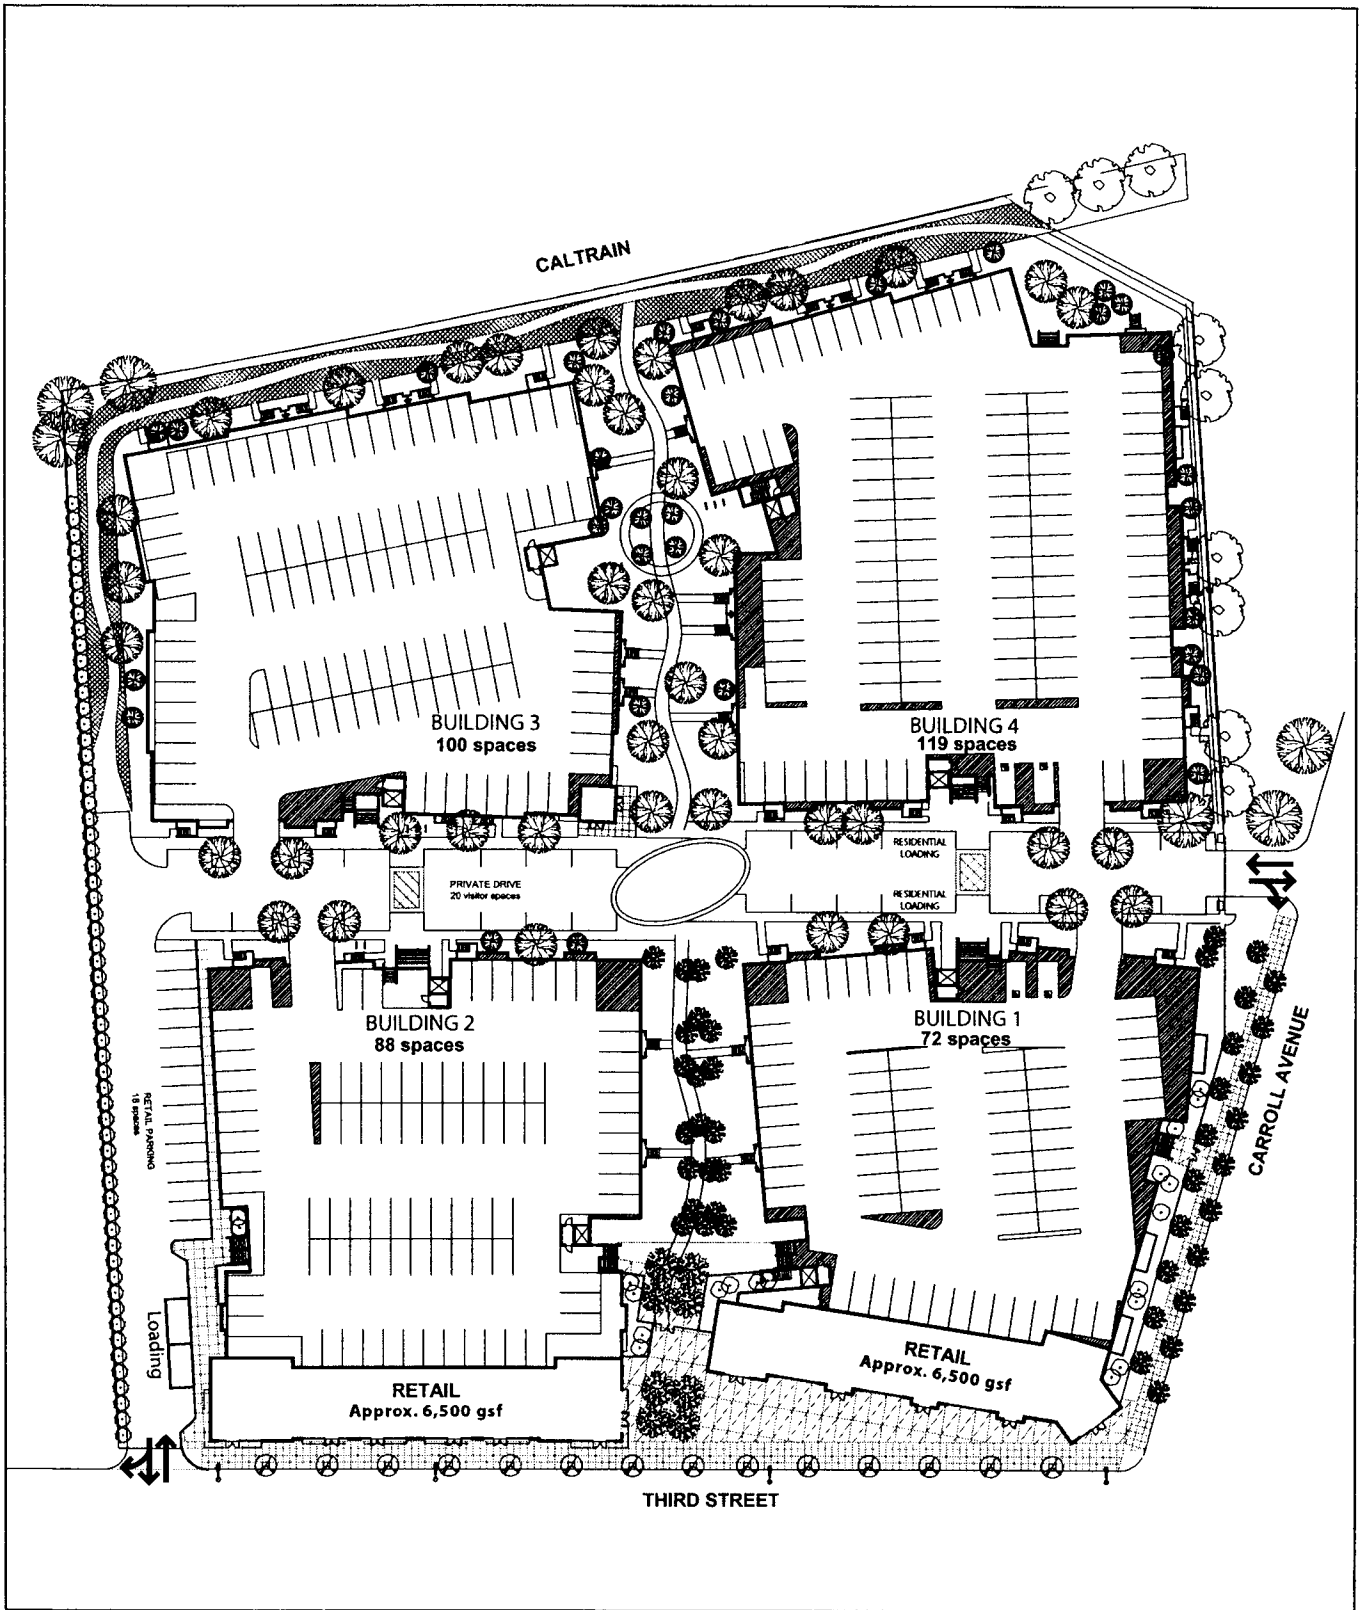 CALTRAIN
BUILDING 3
100 spaces
BUILDING 4
119 spaces
RESIDENTIAL
LOADING
PRIVATE DRIVE
20 visitor spaces
RESIDENTIAL
LOADING
BUILDING 2
88 spaces
BUILDING 1
72 spaces
RETAIL PARKING
18 spaces
CARROLL AVENUE
Loading
RETAIL
Approx. 6,500 gsf
RETAIL
Approx. 6,500 gsf
THIRD STREET